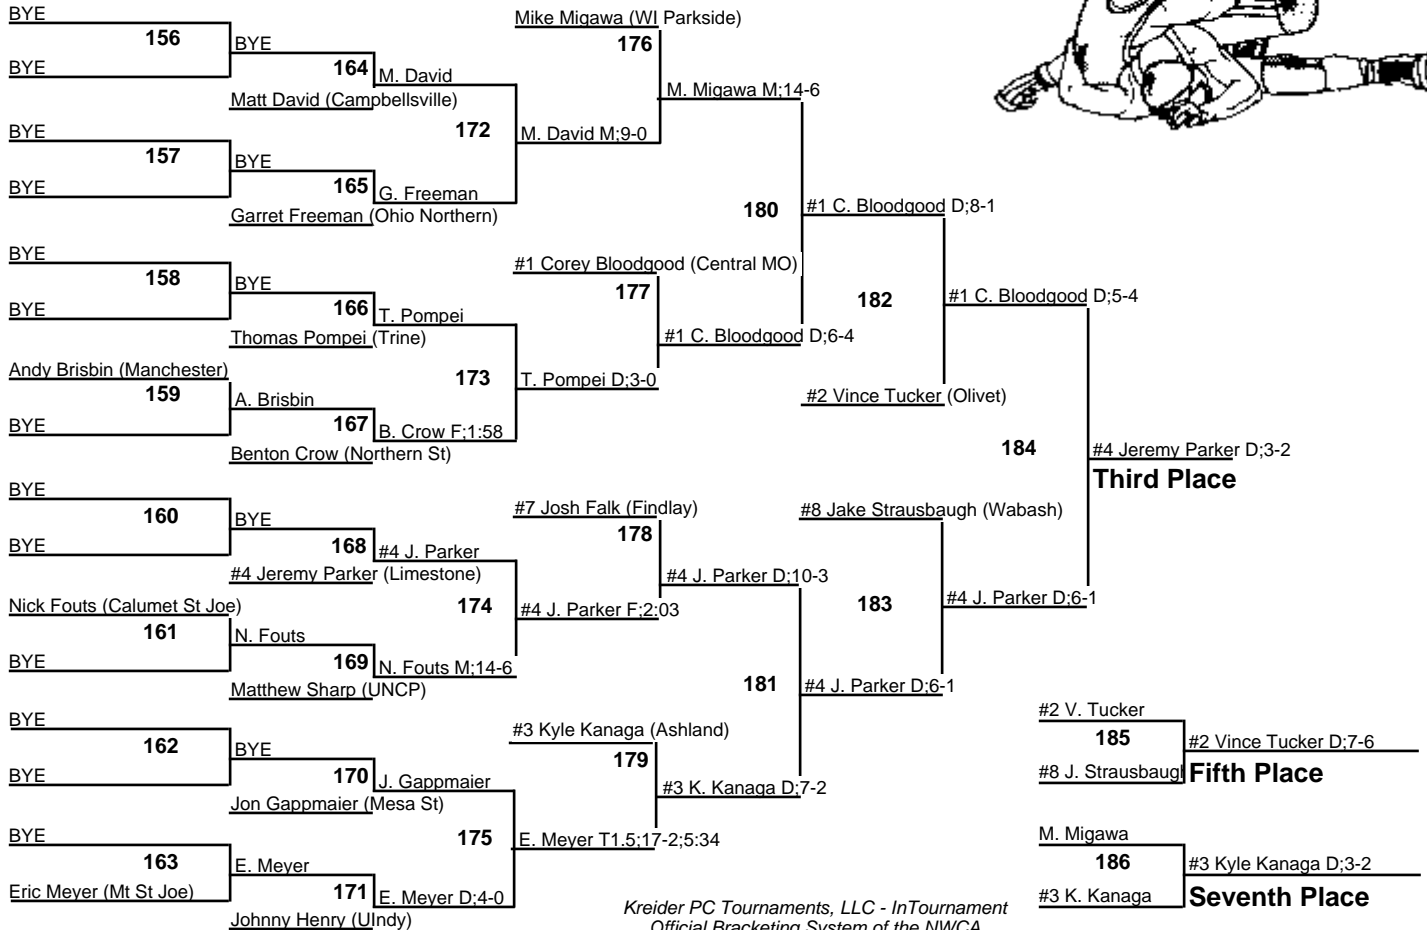 BYE
156
BYE
BYE
164
M. David
Matt David (Campbellsville)
BYE
157
BYE
BYE
165
G. Freeman
Garret Freeman (Ohio Northern)
172
M. David M;9-0
Mike Migawa (WI Parkside)
176
M. Migawa M;14-6
BYE
158
BYE
BYE
166
T. Pompei
Thomas Pompei (Trine)
Andy Brisbin (Manchester)
159
BYE
A. Brisbin
167
B. Crow F;1:58
Benton Crow (Northern St)
173
T. Pompei D;3-0
#1 Corey Bloodgood (Central MO)
177
#1 C. Bloodgood D;6-4
180
#1 C. Bloodgood D;8-1
182
#2 Vince Tucker (Olivet)
#1 C. Bloodgood D;5-4
BYE
160
BYE
BYE
168
#4 J. Parker
#4 Jeremy Parker (Limestone)
Nick Fouts (Calumet St Joe)
161
BYE
N. Fouts
169
N. Fouts M;14-6
Matthew Sharp (UNCP)
174
#4 J. Parker F;2:03
#7 Josh Falk (Findlay)
178
#4 J. Parker D;10-3
BYE
162
BYE
BYE
170
J. Gappmaier
Jon Gappmaier (Mesa St)
BYE
163
Eric Meyer (Mt St Joe)
E. Meyer
171
E. Meyer D;4-0
Johnny Henry (UIndy)
175
E. Meyer T1.5;17-2;5:34
#3 Kyle Kanaga (Ashland)
179
#3 K. Kanaga D;7-2
181
#4 J. Parker D;6-1
#8 Jake Strausbaugh (Wabash)
183
#4 J. Parker D;6-1
184
#4 Jeremy Parker D;3-2
Third Place
#2 V. Tucker
185
#8 J. Strausbaugh
#2 Vince Tucker D;7-6
Fifth Place
M. Migawa
186
#3 K. Kanaga
#3 Kyle Kanaga D;3-2
Seventh Place
Kreider PC Tournaments, LLC - InTournament
Official Bracketing System of the NWCA